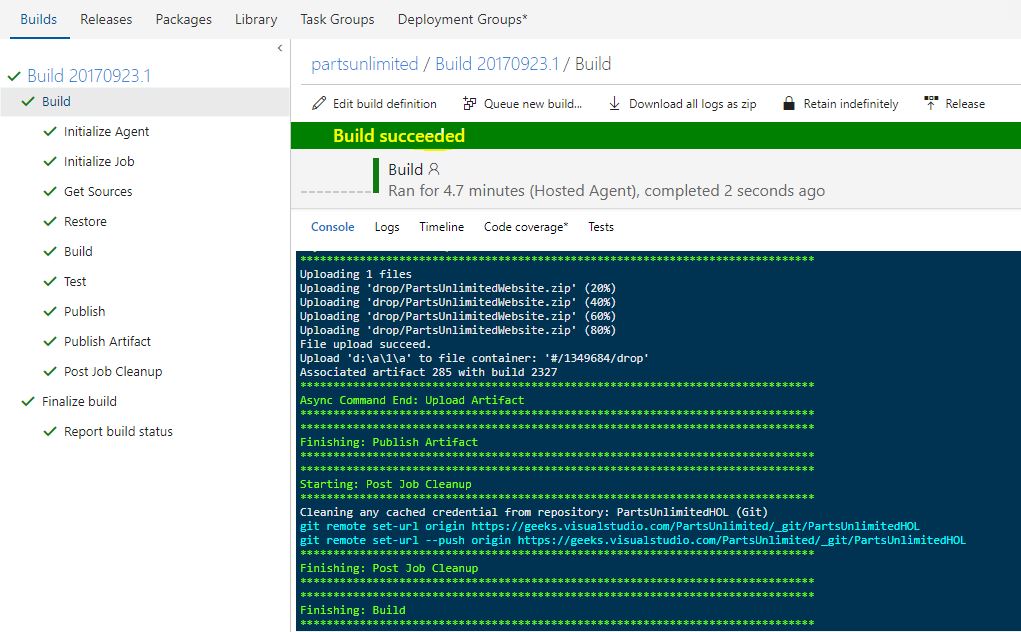 Builds Releases Packages Library Task Groups Deployment Groups*
Build 20170923.1
Build
Initialize Agent
Initialize Job
Get Sources
Restore
Build
Test
Publish
Publish Artifact
Post Job Cleanup
Finalize build
Report build status
partsunlimited / Build 20170923.1 / Build
Edit build definition Queue new build... Download all logs as zip Retain indefinitely Release
Build succeeded
Build
Ran for 4.7 minutes (Hosted Agent), completed 2 seconds ago
Console Logs Timeline Code coverage* Tests
******************************************************************************
Uploading 1 files
Uploading 'drop/PartsUnlimitedWebsite.zip' (20%)
Uploading 'drop/PartsUnlimitedWebsite.zip' (40%)
Uploading 'drop/PartsUnlimitedWebsite.zip' (60%)
Uploading 'drop/PartsUnlimitedWebsite.zip' (80%)
File upload succeed.
Upload 'd:\a\1\a' to file container: '#/1349684/drop'
Associated artifact 285 with build 2327
******************************************************************************
Async Command End: Upload Artifact
******************************************************************************
******************************************************************************
Finishing: Publish Artifact
******************************************************************************
******************************************************************************
Starting: Post Job Cleanup
******************************************************************************
Cleaning any cached credential from repository: PartsUnlimitedHOL (Git)
git remote set-url origin https://geeks.visualstudio.com/PartsUnlimited/_git/PartsUnlimitedHOL
git remote set-url --push origin https://geeks.visualstudio.com/PartsUnlimited/_git/PartsUnlimitedHOL
******************************************************************************
Finishing: Post Job Cleanup
******************************************************************************
******************************************************************************
Finishing: Build
******************************************************************************